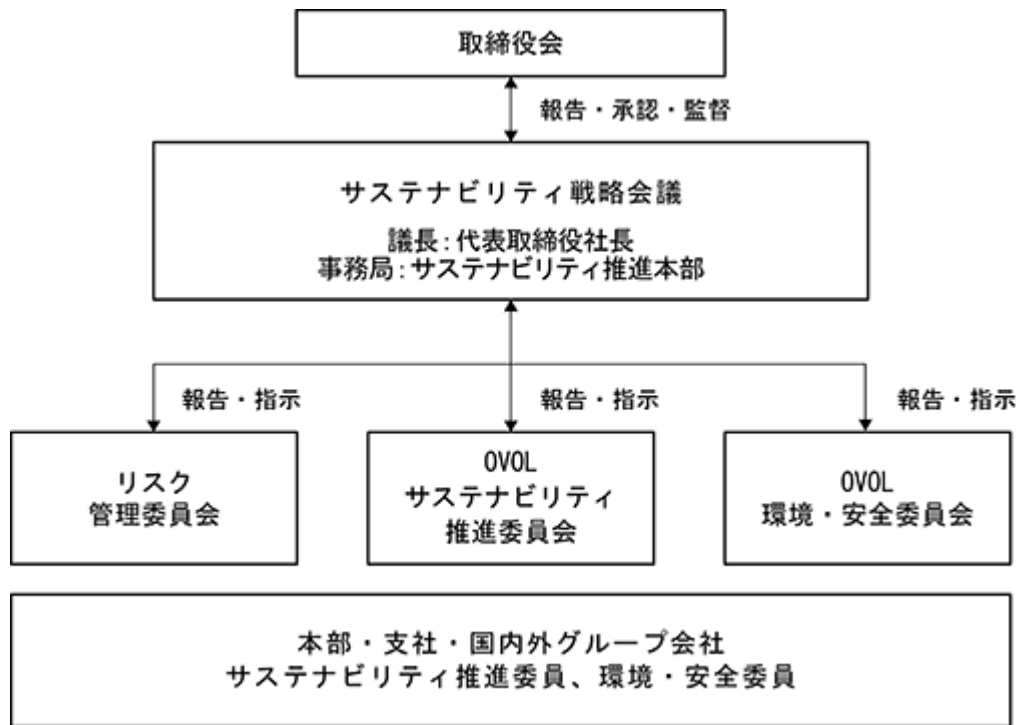 取締役会
報告・承認・監督
サステナビリティ戦略会議
議長：代表取締役社長
事務局：サステナビリティ推進本部
報告・指示
報告・指示
報告・指示
リスク
管理委員会
OVOL
サステナビリティ
推進委員会
OVOL
環境・安全委員会
本部・支社・国内外グループ会社
サステナビリティ推進委員、環境・安全委員